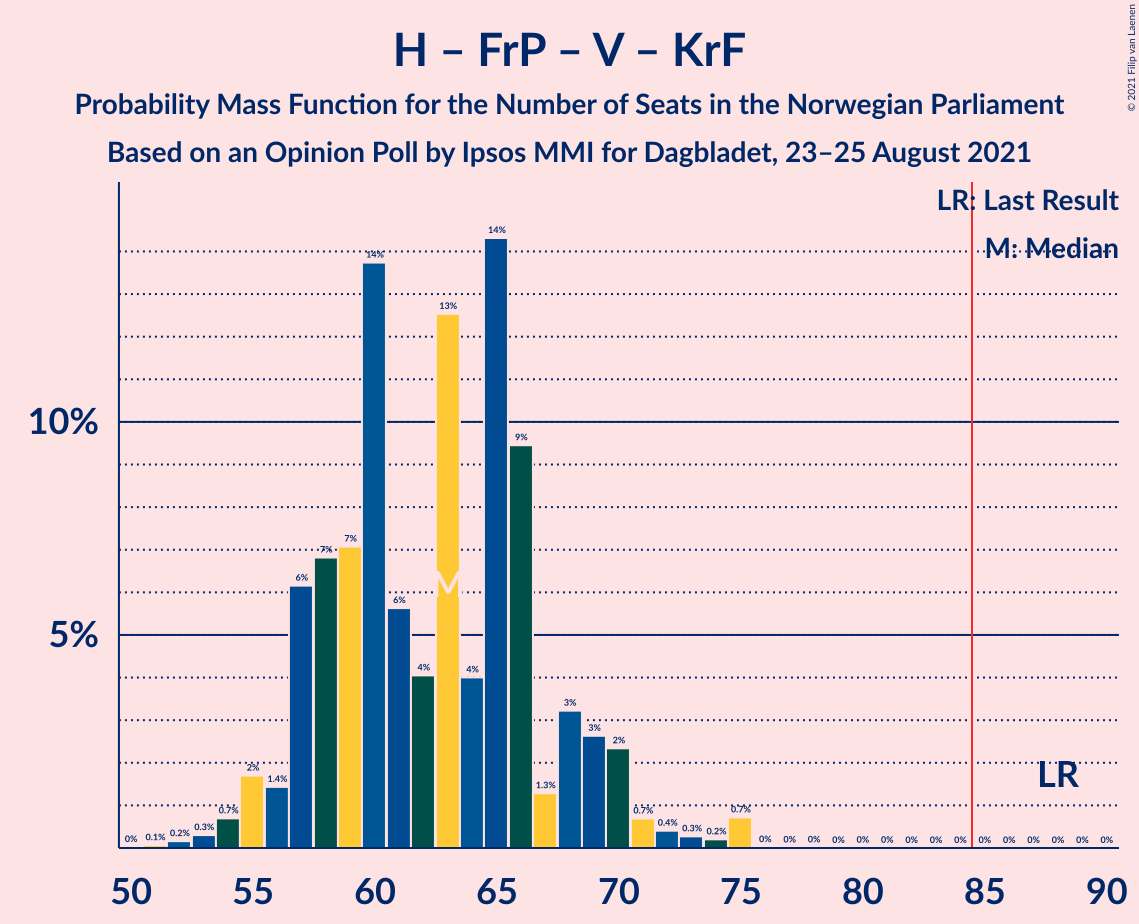 H – FrP – V – KrF
Probability Mass Function for the Number of Seats in the Norwegian Parliament
Based on an Opinion Poll by Ipsos MMI for Dagbladet, 23–25 August 2021
© 2021 Filip van Laenen
LR: Last Result
M: Median
10%
5%
0% 0.1% 0.2% 0.3% 0.7% 2% 1.4% 6% 7% 7% 14% 6% 4% 13% 4% 14% 9% 1.3% 3% 3% 2% 0.7% 0.4% 0.3% 0.2% 0.7% 0% 0% 0% 0% 0% 0% 0% 0% 0% 0% 0% 0% 0% 0% 0%
M
LR
50 55 60 65 70 75 80 85 90